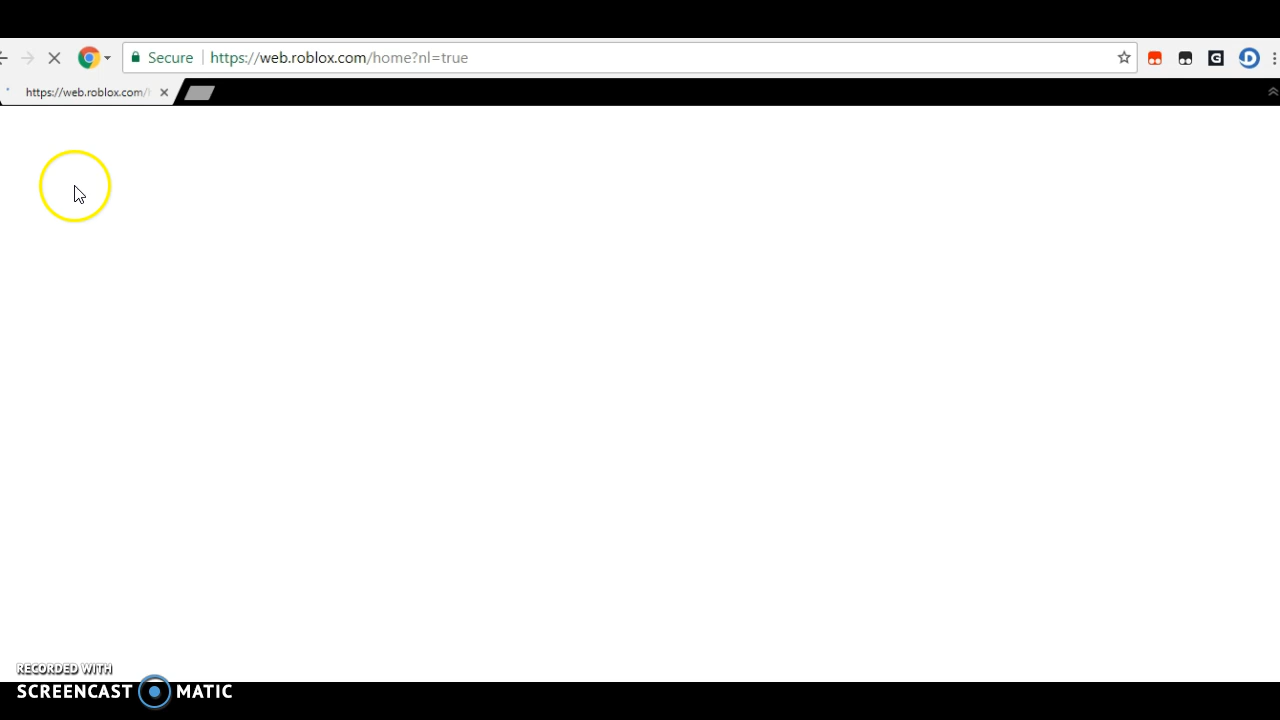 Secure https://web.roblox.com/home?nl=true
https://web.roblox.com/
RECORDED WITH
SCREENCAST MATIC